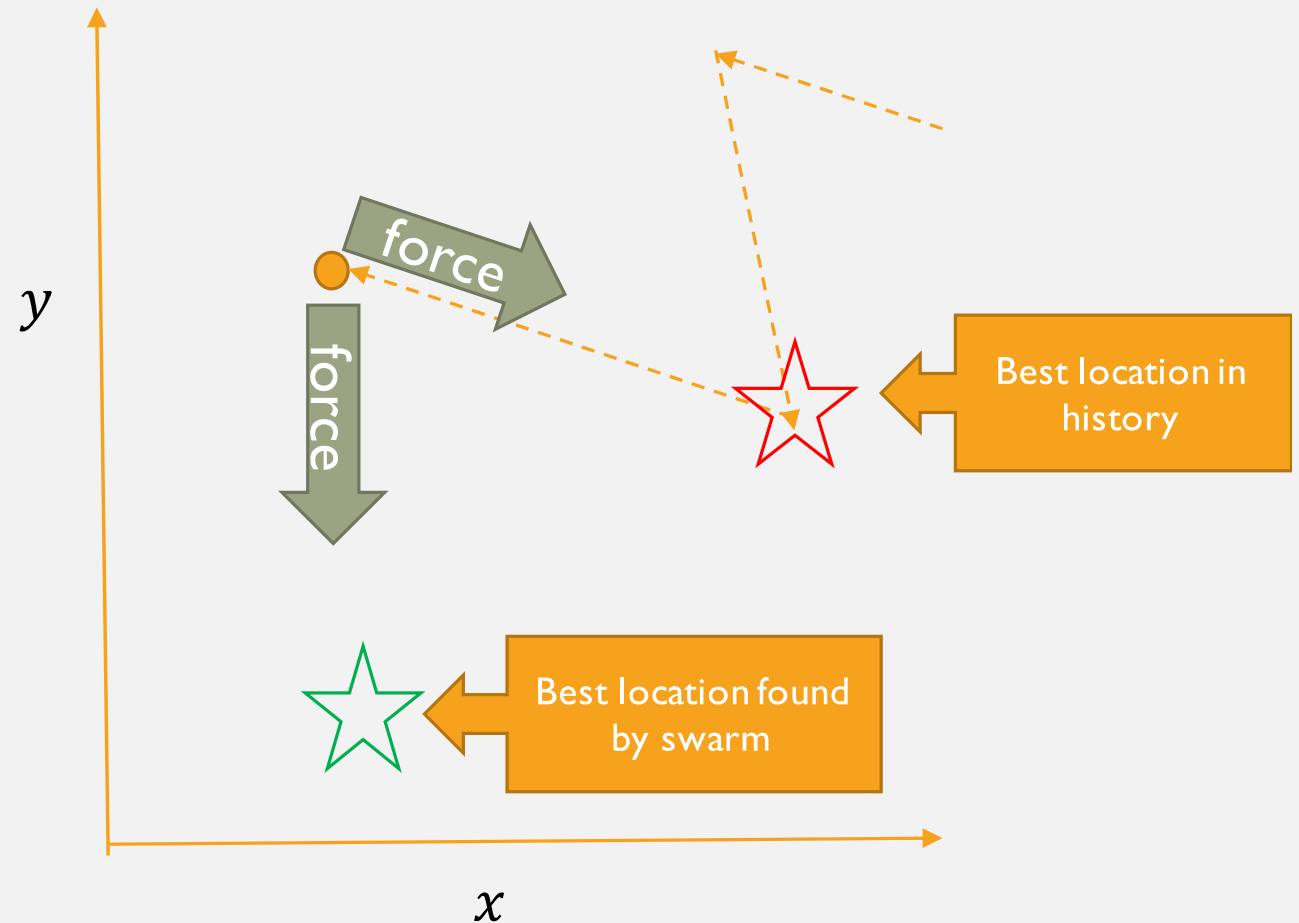 force
y
force
Best location in
history
Best location found
by swarm
x